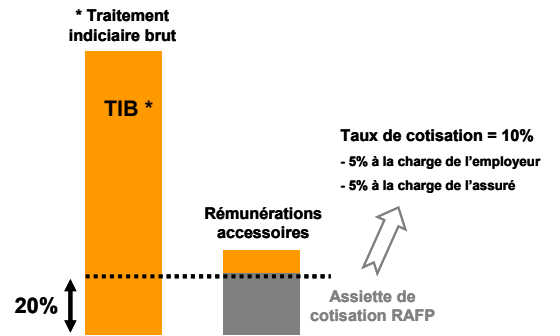 * Traitement
indiciaire brut
TIB *
Taux de cotisation = 10%
- 5% à la charge de l’employeur
- 5% à la charge de l’assuré
Rémunérations
accessoires
20%
Assiette de
cotisation RAFP